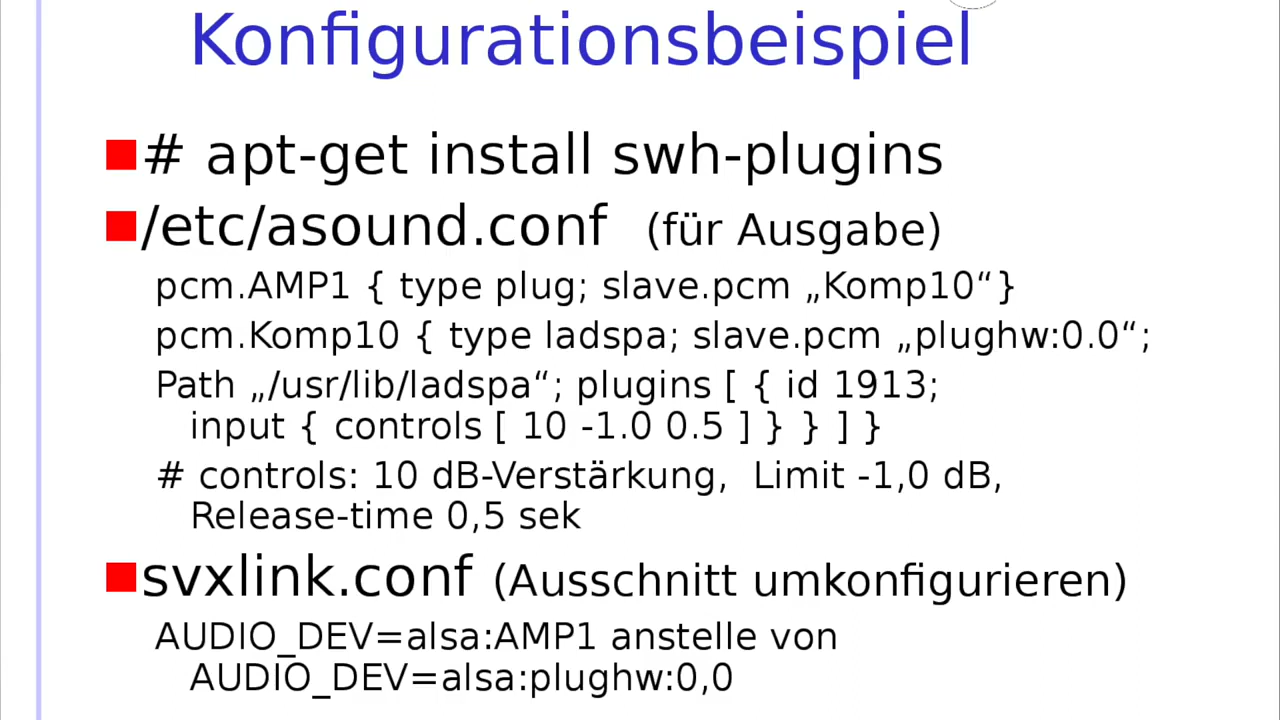 Konfigurationsbeispiel
# apt-get install swh-plugins
/etc/asound.conf (für Ausgabe)
pcm.AMP1 { type plug; slave.pcm „Komp10“}
pcm.Komp10 { type ladspa; slave.pcm „plughw:0.0“;
Path „/usr/lib/ladspa“; plugins [ { id 1913;
input { controls [ 10 -1.0 0.5 ] } } ] }
# controls: 10 dB-Verstärkung, Limit -1,0 dB,
Release-time 0,5 sek
svxlink.conf (Ausschnitt umkonfigurieren)
AUDIO_DEV=alsa:AMP1 anstelle von
AUDIO_DEV=alsa:plughw:0,0